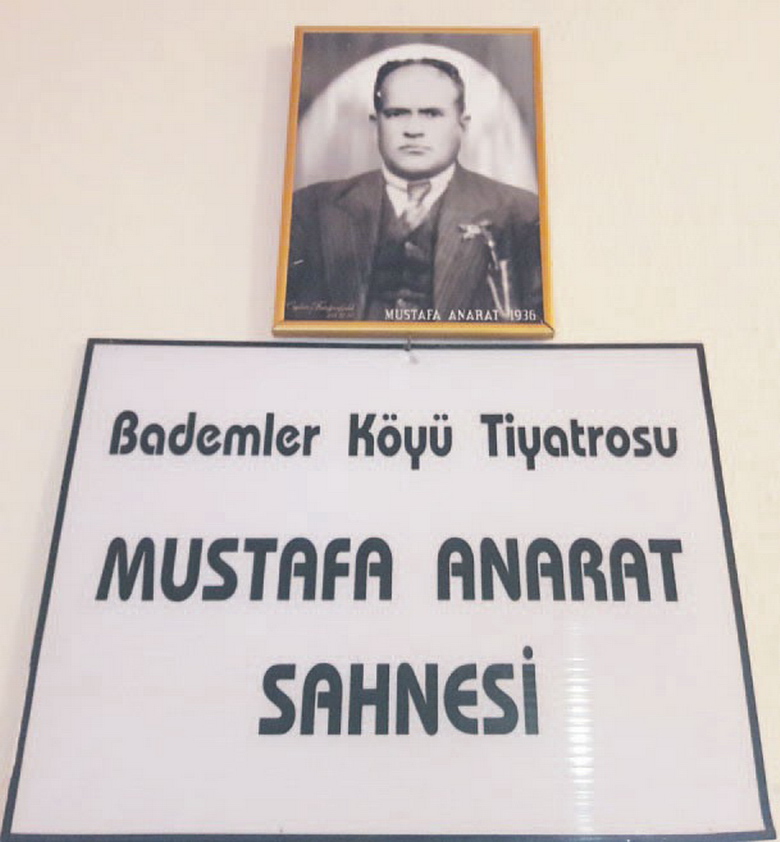 MUSTAFA ANARAT 1936
Bademler Köyü Tiyatrosu
MUSTAFA ANARAT
SAHNESİ